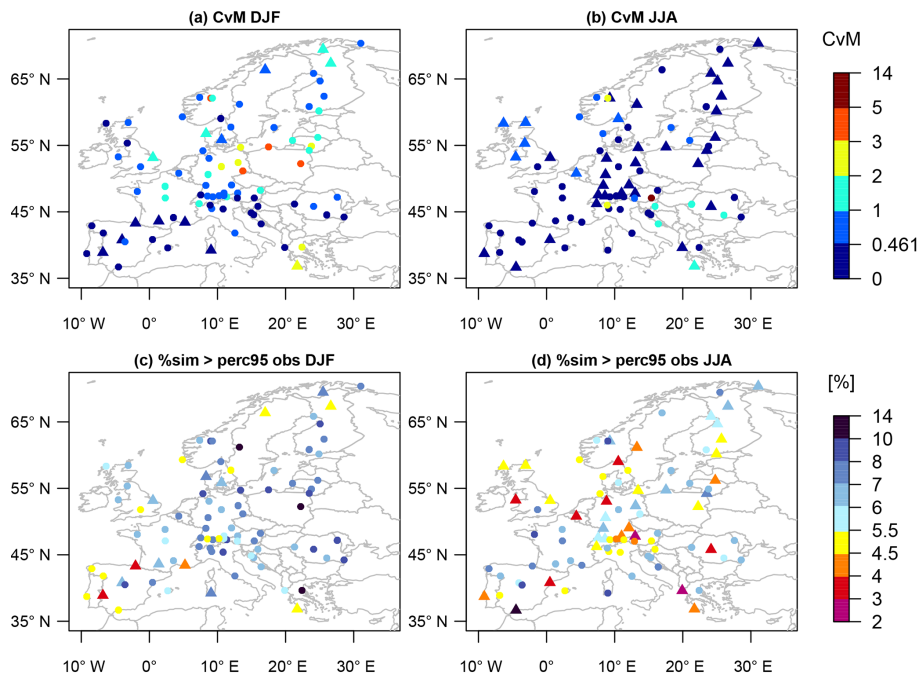 (a) CvM DJF
(b) CvM JJA
CvM
65° N
55° N
45° N
35° N
10° W 0° 10° E 20° E 30° E
65° N
55° N
45° N
35° N
10° W 0° 10° E 20° E 30° E
14
5
3
2
1
0.461
0
(c) %sim > perc95 obs DJF
(d) %sim > perc95 obs JJA
[%]
65° N
55° N
45° N
35° N
10° W 0° 10° E 20° E 30° E
65° N
55° N
45° N
35° N
10° W 0° 10° E 20° E 30° E
14
10
8
7
6
5.5
4.5
4
3
2